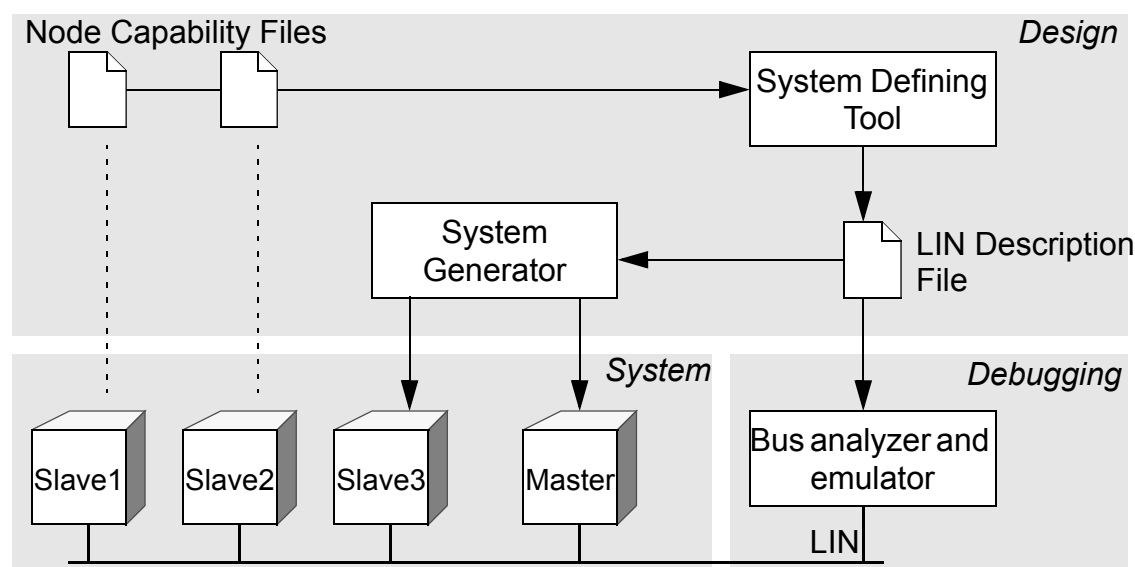 Node Capability Files
Design
System Defining
Tool
System
Generator
LIN Description
File
System
Debugging
Slave1
Slave2
Slave3
Master
Bus analyzer and
emulator
LIN